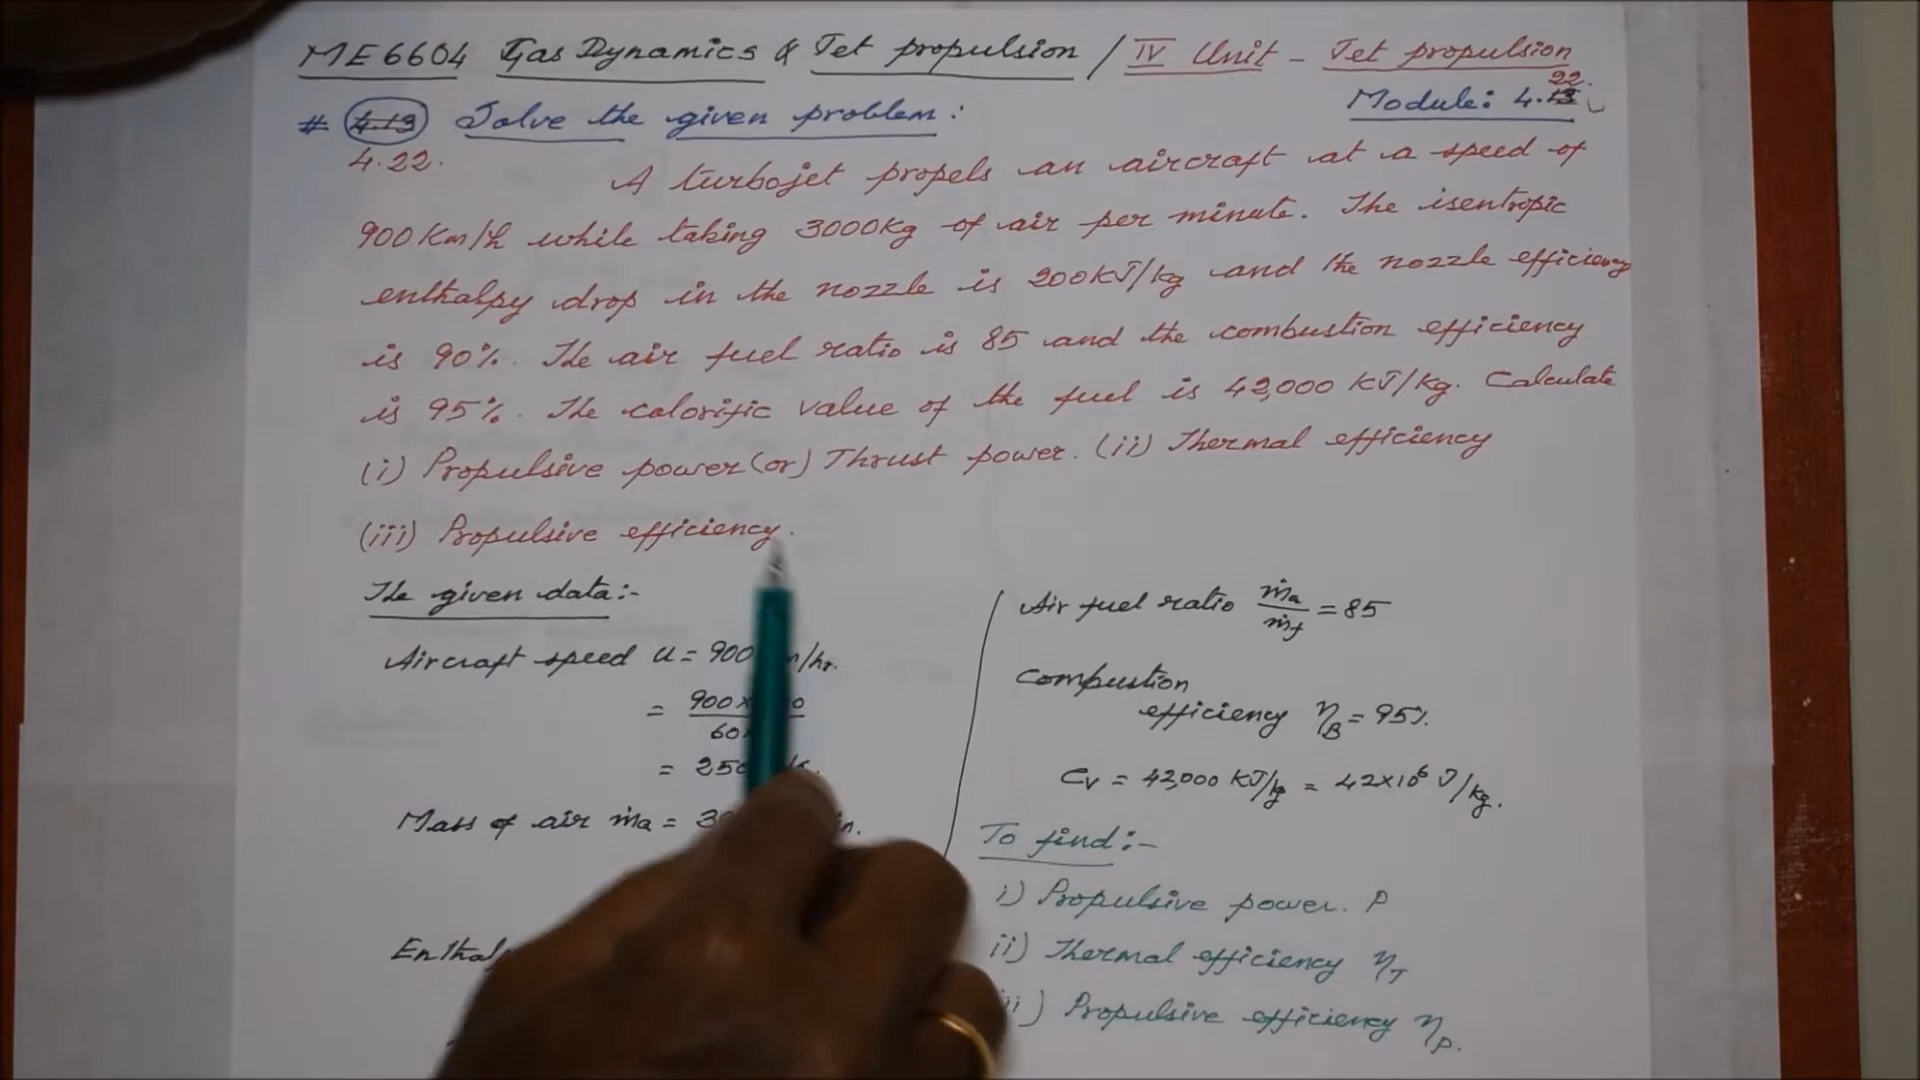 ME6604 Gas Dynamics & Jet propulsion / IV Unit - Jet propulsion
22.
# 4.13 Solve the given problem : Module: 4.13
4.22.
A turbojet propels an aircraft at a speed of
900Km/h while taking 3000Kg of air per minute. The isentropic
enthalpy drop in the nozzle is 200kJ/kg and the nozzle efficiency
is 90%. The air fuel ratio is 85 and the combustion efficiency
is 95%. The calorific value of the fuel is 42,000 KJ/kg. Calculate
(i) Propulsive power (or) Thrust power. (ii) Thermal efficiency
(iii) Propulsive efficiency.
The given data:-
Aircraft speed u = 900 /hr.
= 900×
60
= 250
Mass of air ṁa = 30
Air fuel ratio ṁa/ṁf = 85
Combustion
efficiency ηB = 95%.
CV = 42,000 KJ/kg = 42×10⁶ J/kg.
To find:-
i) Propulsive power. P
ii) Thermal efficiency ηT
) Propulsive efficiency ηp.